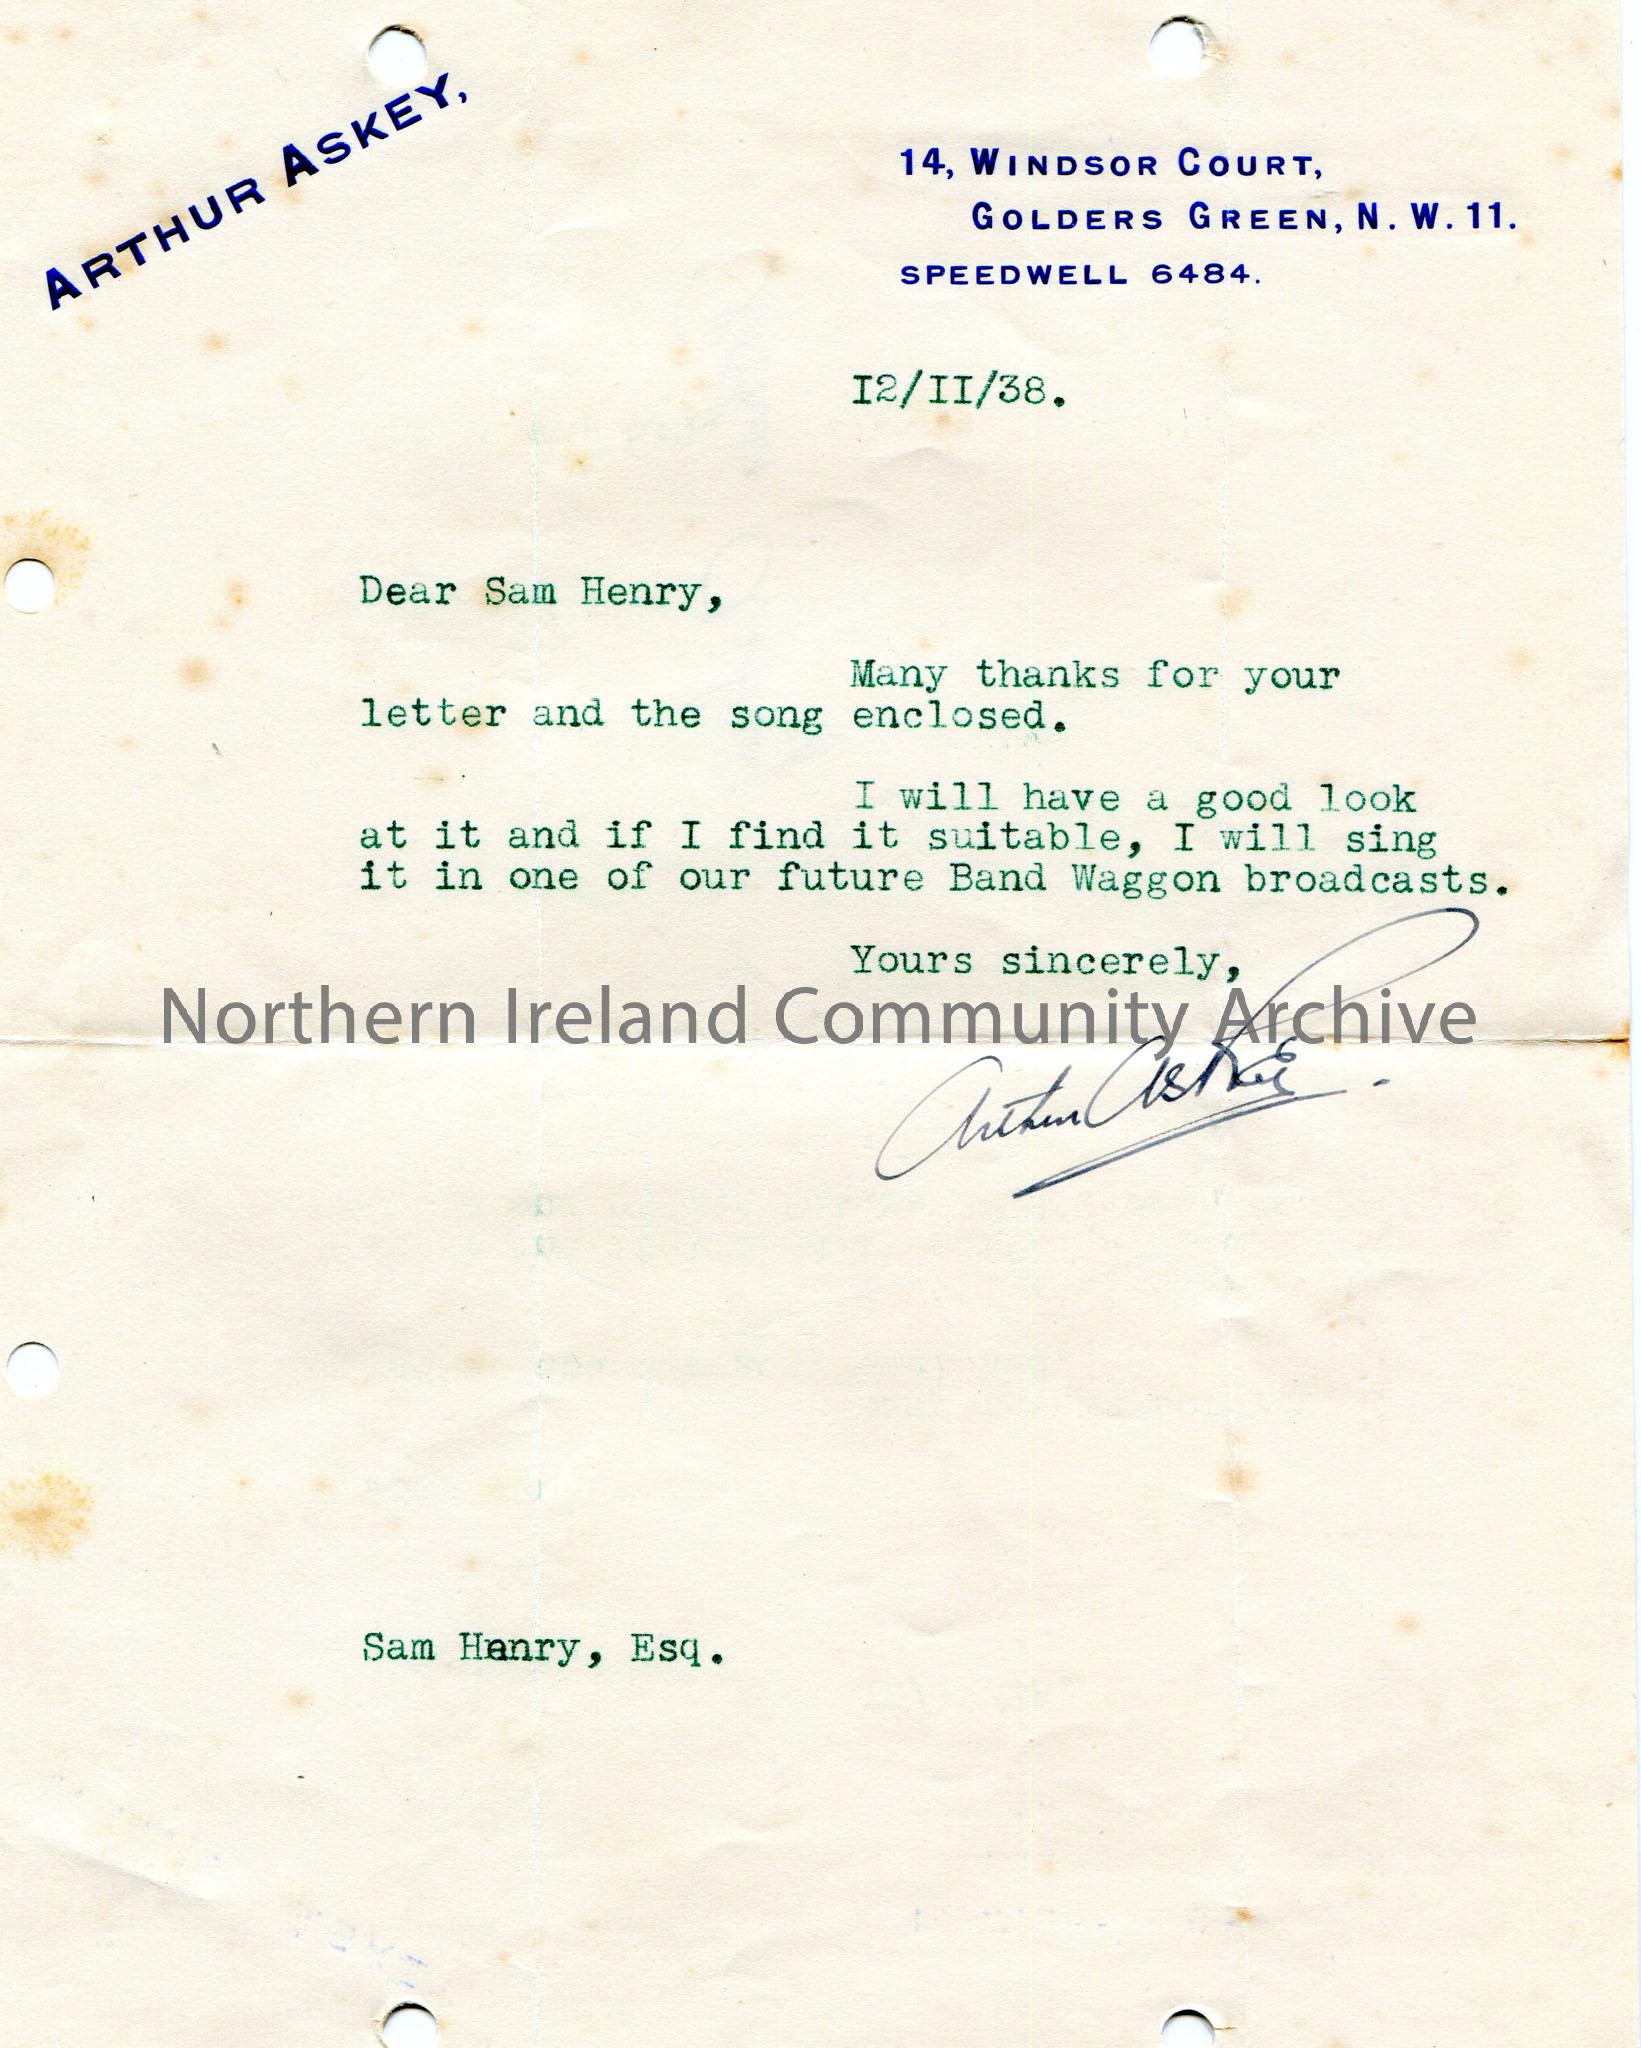 ARTHUR ASKEY,
14, WINDSOR COURT,
GOLDERS GREEN, N. W. 11.
SPEEDWELL 6484.
I2/II/38.
Dear Sam Henry,
Many thanks for your
letter and the song enclosed.
I will have a good look
at it and if I find it suitable, I will sing
it in one of our future Band Waggon broadcasts.
Yours sincerely,
Northern Ireland Community Archive
Arthur Askey.
Sam Henry, Esq.